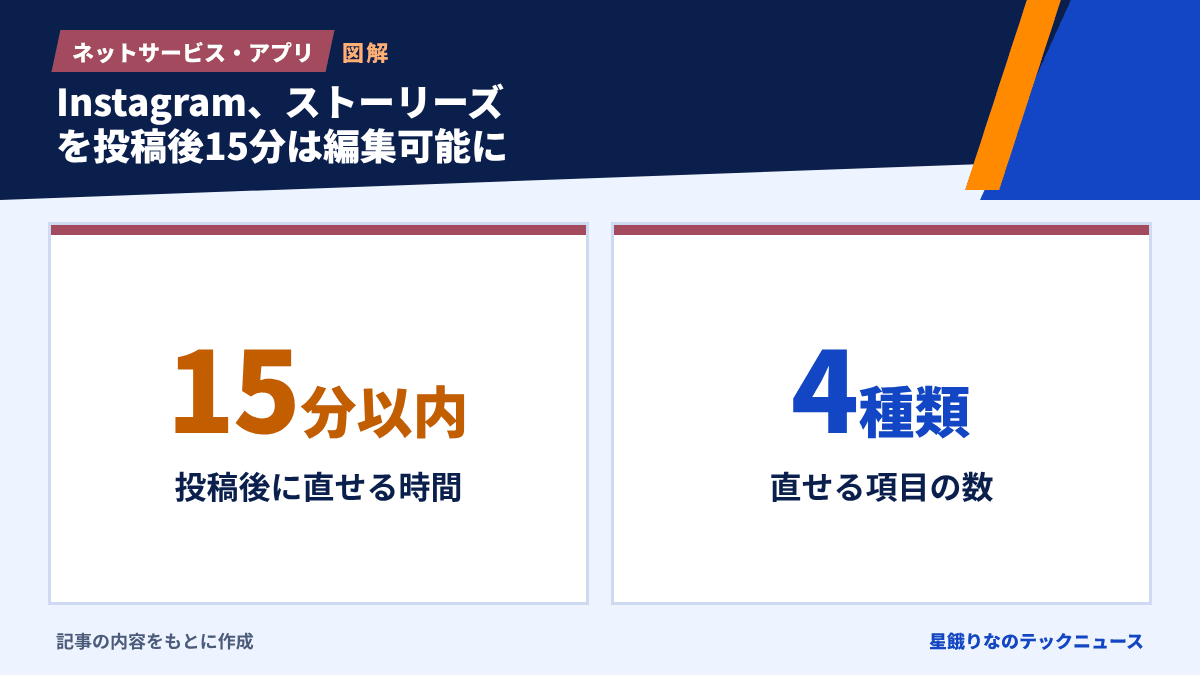 ネットサービス・アプリ 図解
Instagram、ストーリーズ
を投稿後15分は編集可能に
15分以内
投稿後に直せる時間
4種類
直せる項目の数
記事の内容をもとに作成
星餓りなのテックニュース